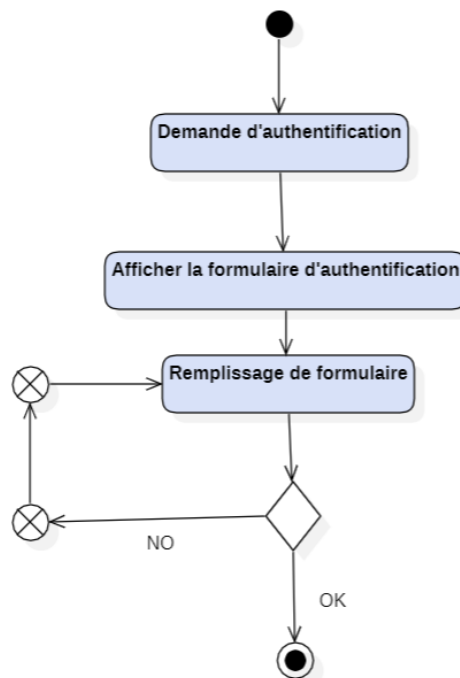 Demande d'authentification
Afficher la formulaire d'authentification
Remplissage de formulaire
NO
OK